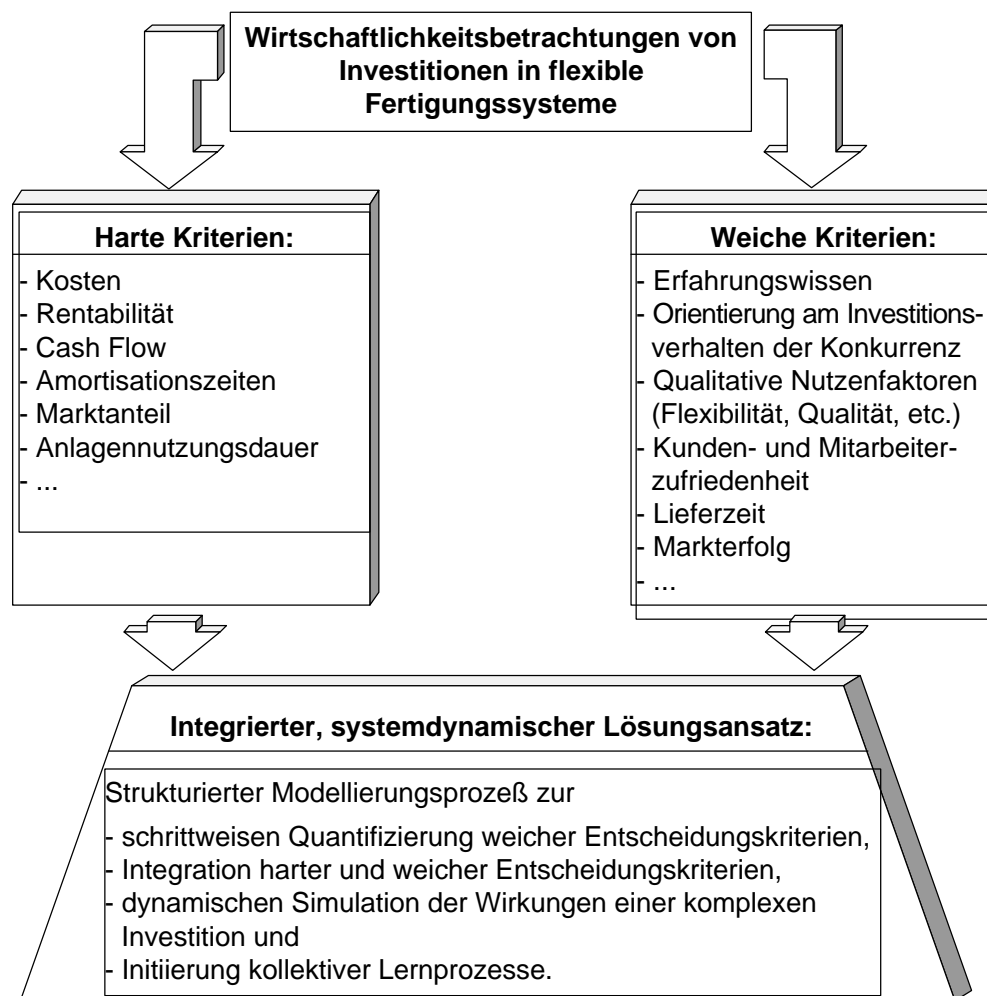 Wirtschaftlichkeitsbetrachtungen von
Investitionen in flexible
Fertigungssysteme
Harte Kriterien:
- Kosten
- Rentabilität
- Cash Flow
- Amortisationszeiten
- Marktanteil
- Anlagennutzungsdauer
- ...
Weiche Kriterien:
- Erfahrungswissen
- Orientierung am Investitions-
verhalten der Konkurrenz
- Qualitative Nutzenfaktoren
(Flexibilität, Qualität, etc.)
- Kunden- und Mitarbeiter-
zufriedenheit
- Lieferzeit
- Markterfolg
- ...
Integrierter, systemdynamischer Lösungsansatz:
Strukturierter Modellierungsprozeß zur
- schrittweisen Quantifizierung weicher Entscheidungskriterien,
- Integration harter und weicher Entscheidungskriterien,
- dynamischen Simulation der Wirkungen einer komplexen
Investition und
- Initiierung kollektiver Lernprozesse.